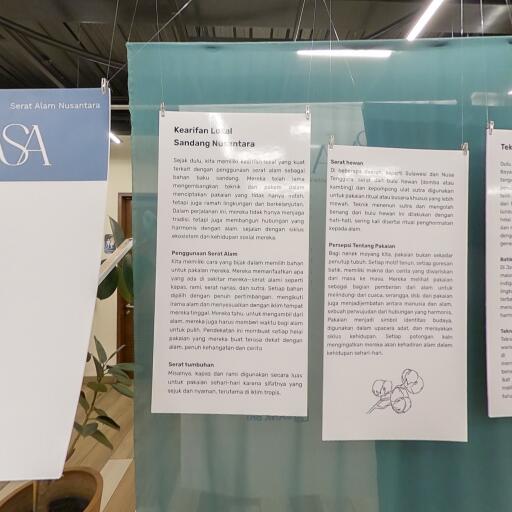 Serat Alam Nusantara
SA
Kearifan Lokal
Sandang Nusantara
Sejak dulu, kita memiliki kearifan lokal yang kuat
terkait dengan penggunaan serat alam sebagai
bahan baku sandang. Mereka telah lama
mengembangkan teknik dan pakem dalam
menciptakan pakaian yang tidak hanya indah,
tetapi juga ramah lingkungan dan berkelanjutan.
Dalam perjalanan ini, mereka tidak hanya menjaga
tradisi, tetapi juga membangun hubungan yang
harmonis dengan alam, sejalan dengan siklus
ekosistem dan kehidupan sosial mereka.
Penggunaan Serat Alam
Kita memiliki cara yang bijak dalam memilih bahan
untuk pakaian mereka. Mereka memanfaatkan apa
yang ada di sekitar mereka—serat alami seperti
kapas, rami, serat nanas, dan sutra. Setiap bahan
dipilih dengan penuh pertimbangan, mengikuti
irama alam dan menyesuaikan dengan iklim tempat
mereka tinggal. Mereka tahu, untuk mengambil dari
alam, mereka juga harus memberi waktu bagi alam
untuk pulih. Pendekatan ini membuat setiap helai
pakaian yang mereka buat terasa dekat dengan
alam, penuh kehangatan dan cerita.
Serat tumbuhan
Misalnya, kapas dan rami digunakan secara luas
untuk pakaian sehari-hari karena sifatnya yang
sejuk dan nyaman, terutama di iklim tropis.
Serat hewan
Di beberapa daerah, seperti Sulawesi dan Nusa
Tenggara, serat dari bulu hewan (domba atau
kambing) dan kepompong ulat sutra digunakan
untuk pakaian ritual atau busana khusus yang lebih
mewah. Teknik menenun sutra dan mengolah
benang dari bulu hewan ini dilakukan dengan
hati-hati, sering kali disertai ritual penghormatan
kepada alam.
Persepsi Tentang Pakaian
Bagi nenek moyang kita, pakaian bukan sekadar
penutup tubuh. Setiap motif tenun, setiap goresan
batik, memiliki makna dan cerita yang diwariskan
dari masa ke masa. Mereka melihat pakaian
sebagai bagian pemberian dari alam untuk
melindungi dari cuaca, serangga, iklib dan pakaian
juga menjadi jembatan antara manusia dan alam,
sebuah perwujudan dari hubungan yang harmonis.
Pakaian menjadi simbol identitas budaya,
digunakan dalam upacara adat, dan merayakan
siklus kehidupan. Setiap potongan kain
mengingatkan mereka akan kehadiran alam dalam
kehidupan sehari-hari.